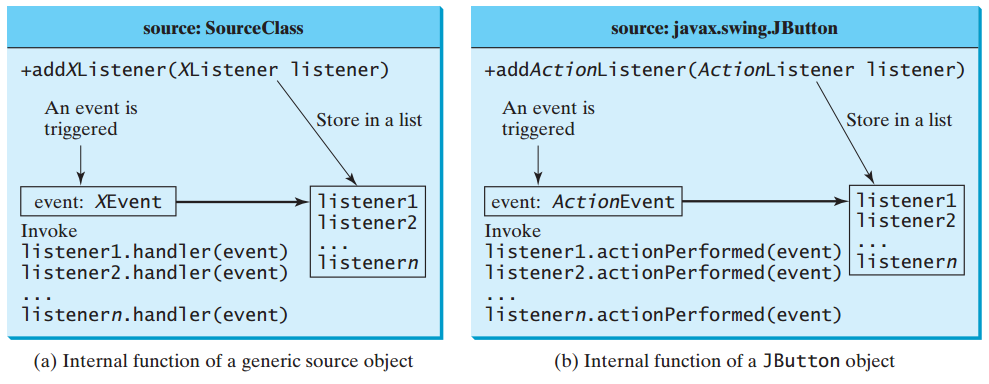 source: SourceClass
+addXListener(XListener listener)
An event is
triggered
Store in a list
event: XEvent
listener1
listener2
...
listenern
Invoke
listener1.handler(event)
listener2.handler(event)
...
listenern.handler(event)
(a) Internal function of a generic source object
source: javax.swing.JButton
+addActionListener(ActionListener listener)
An event is
triggered
Store in a list
event: ActionEvent
listener1
listener2
...
listenern
Invoke
listener1.actionPerformed(event)
listener2.actionPerformed(event)
...
listenern.actionPerformed(event)
(b) Internal function of a JButton object